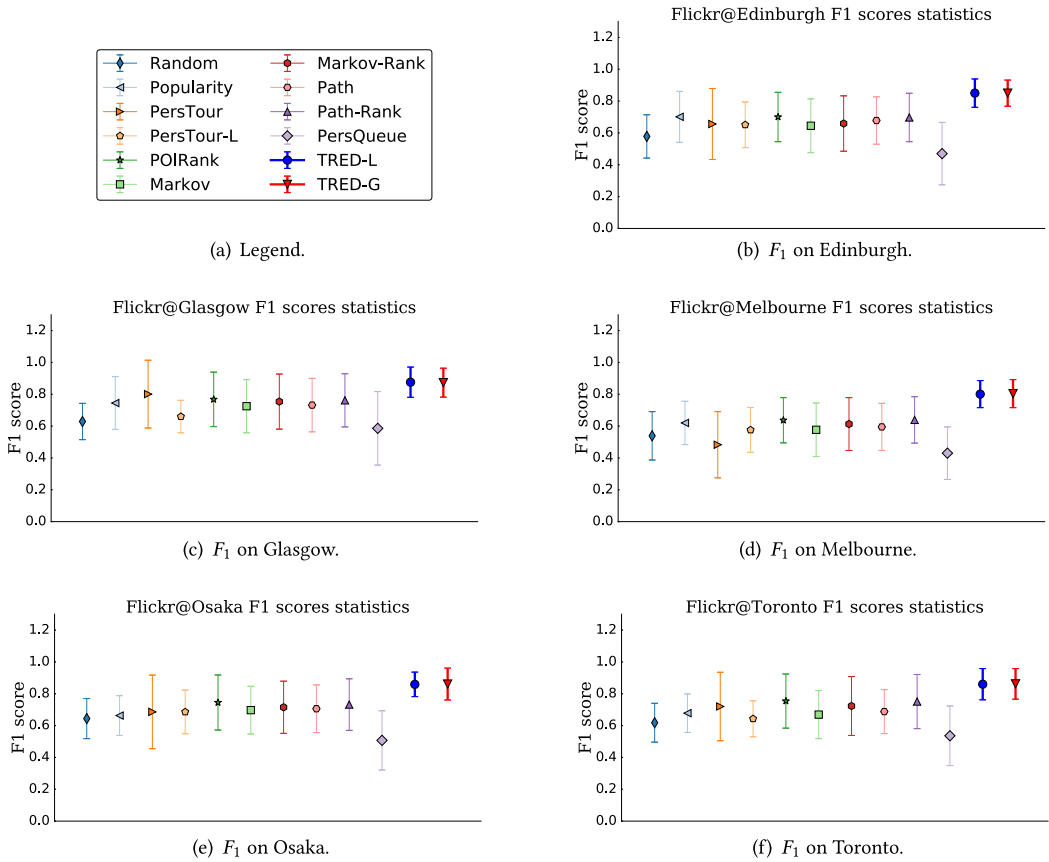 Random
Popularity
PersTour
PersTour-L
POIRank
Markov
Markov-Rank
Path
Path-Rank
PersQueue
TRED-L
TRED-G
(a) Legend.
Flickr@Edinburgh F1 scores statistics
F1 score
1.2
1.0
0.8
0.6
0.4
0.2
0.0
(b) F1 on Edinburgh.
Flickr@Glasgow F1 scores statistics
F1 score
1.2
1.0
0.8
0.6
0.4
0.2
0.0
(c) F1 on Glasgow.
Flickr@Melbourne F1 scores statistics
F1 score
1.2
1.0
0.8
0.6
0.4
0.2
0.0
(d) F1 on Melbourne.
Flickr@Osaka F1 scores statistics
F1 score
1.2
1.0
0.8
0.6
0.4
0.2
0.0
(e) F1 on Osaka.
Flickr@Toronto F1 scores statistics
F1 score
1.2
1.0
0.8
0.6
0.4
0.2
0.0
(f) F1 on Toronto.